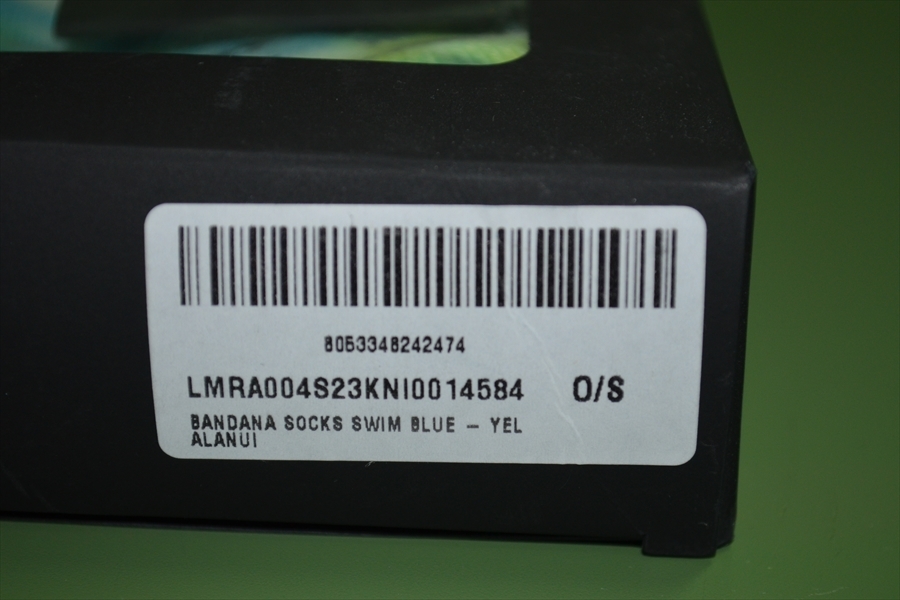 8053348242474
LMRA004S23KNI0014584 O/S
BANDANA SOCKS SWIM BLUE – YEL
ALANUI